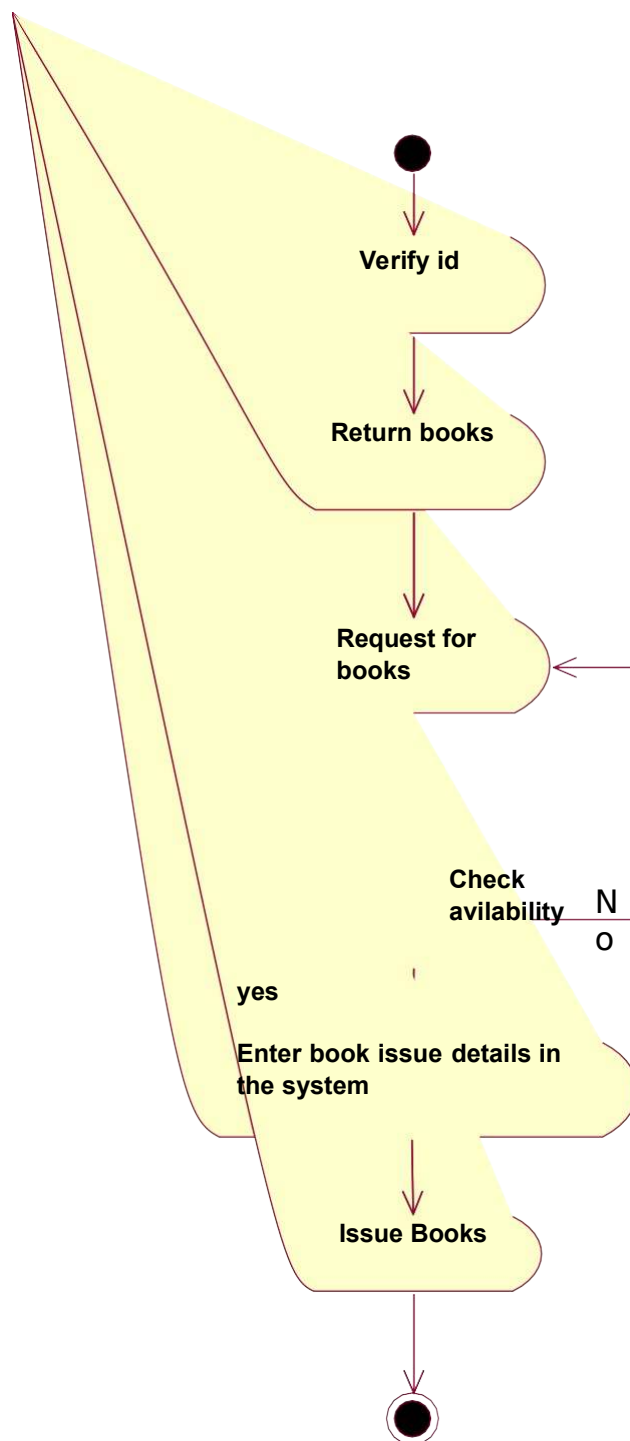 Verify id
Return books
Request for
books
Check
avilability
N
o
yes
Enter book issue details in
the system
Issue Books